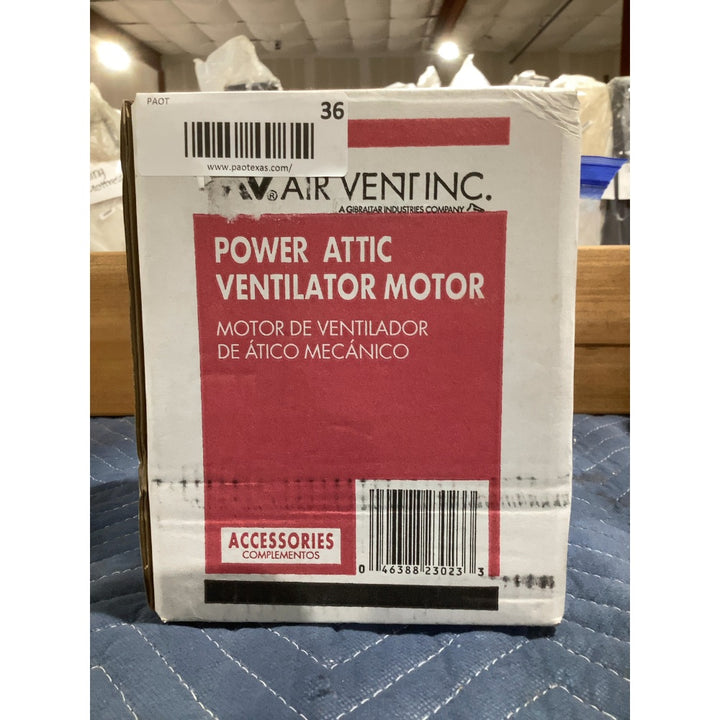 PAOT
36
www.paotexas.com/
AV® AIR VENT INC.
A GIBRALTAR INDUSTRIES COMPANY
POWER ATTIC
VENTILATOR MOTOR
MOTOR DE VENTILADOR
DE ÁTICO MECÁNICO
ACCESSORIES
COMPLEMENTOS
0 46388 23023 3